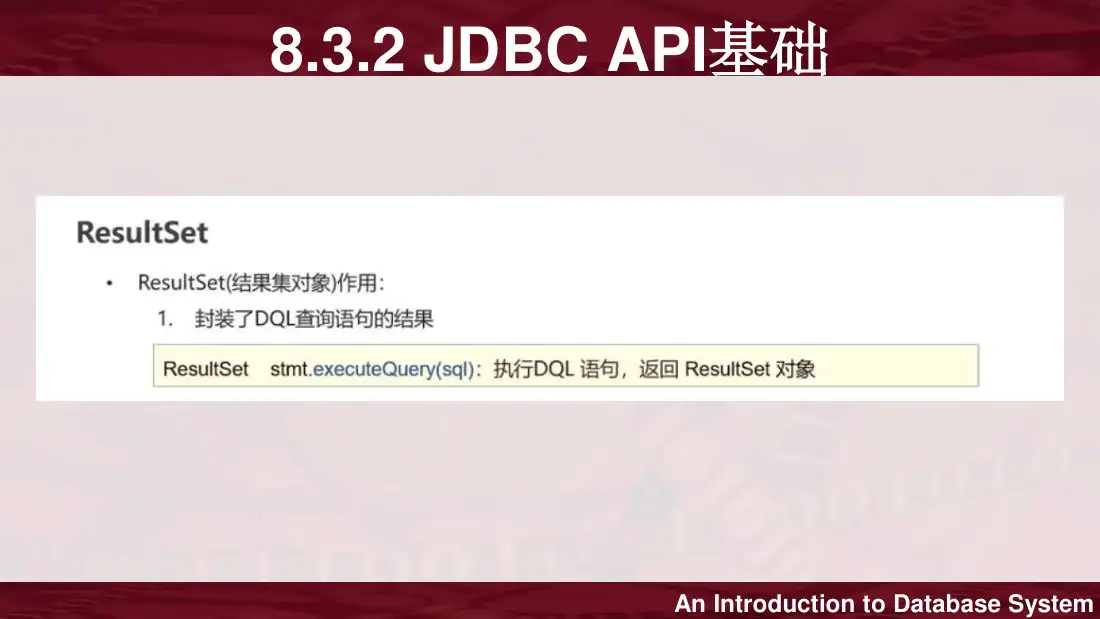 8.3.2 JDBC API基础
ResultSet
• ResultSet(结果集对象)作用：
1. 封装了DQL查询语句的结果
ResultSet stmt.executeQuery(sql)：执行DQL 语句，返回 ResultSet 对象
An Introduction to Database System